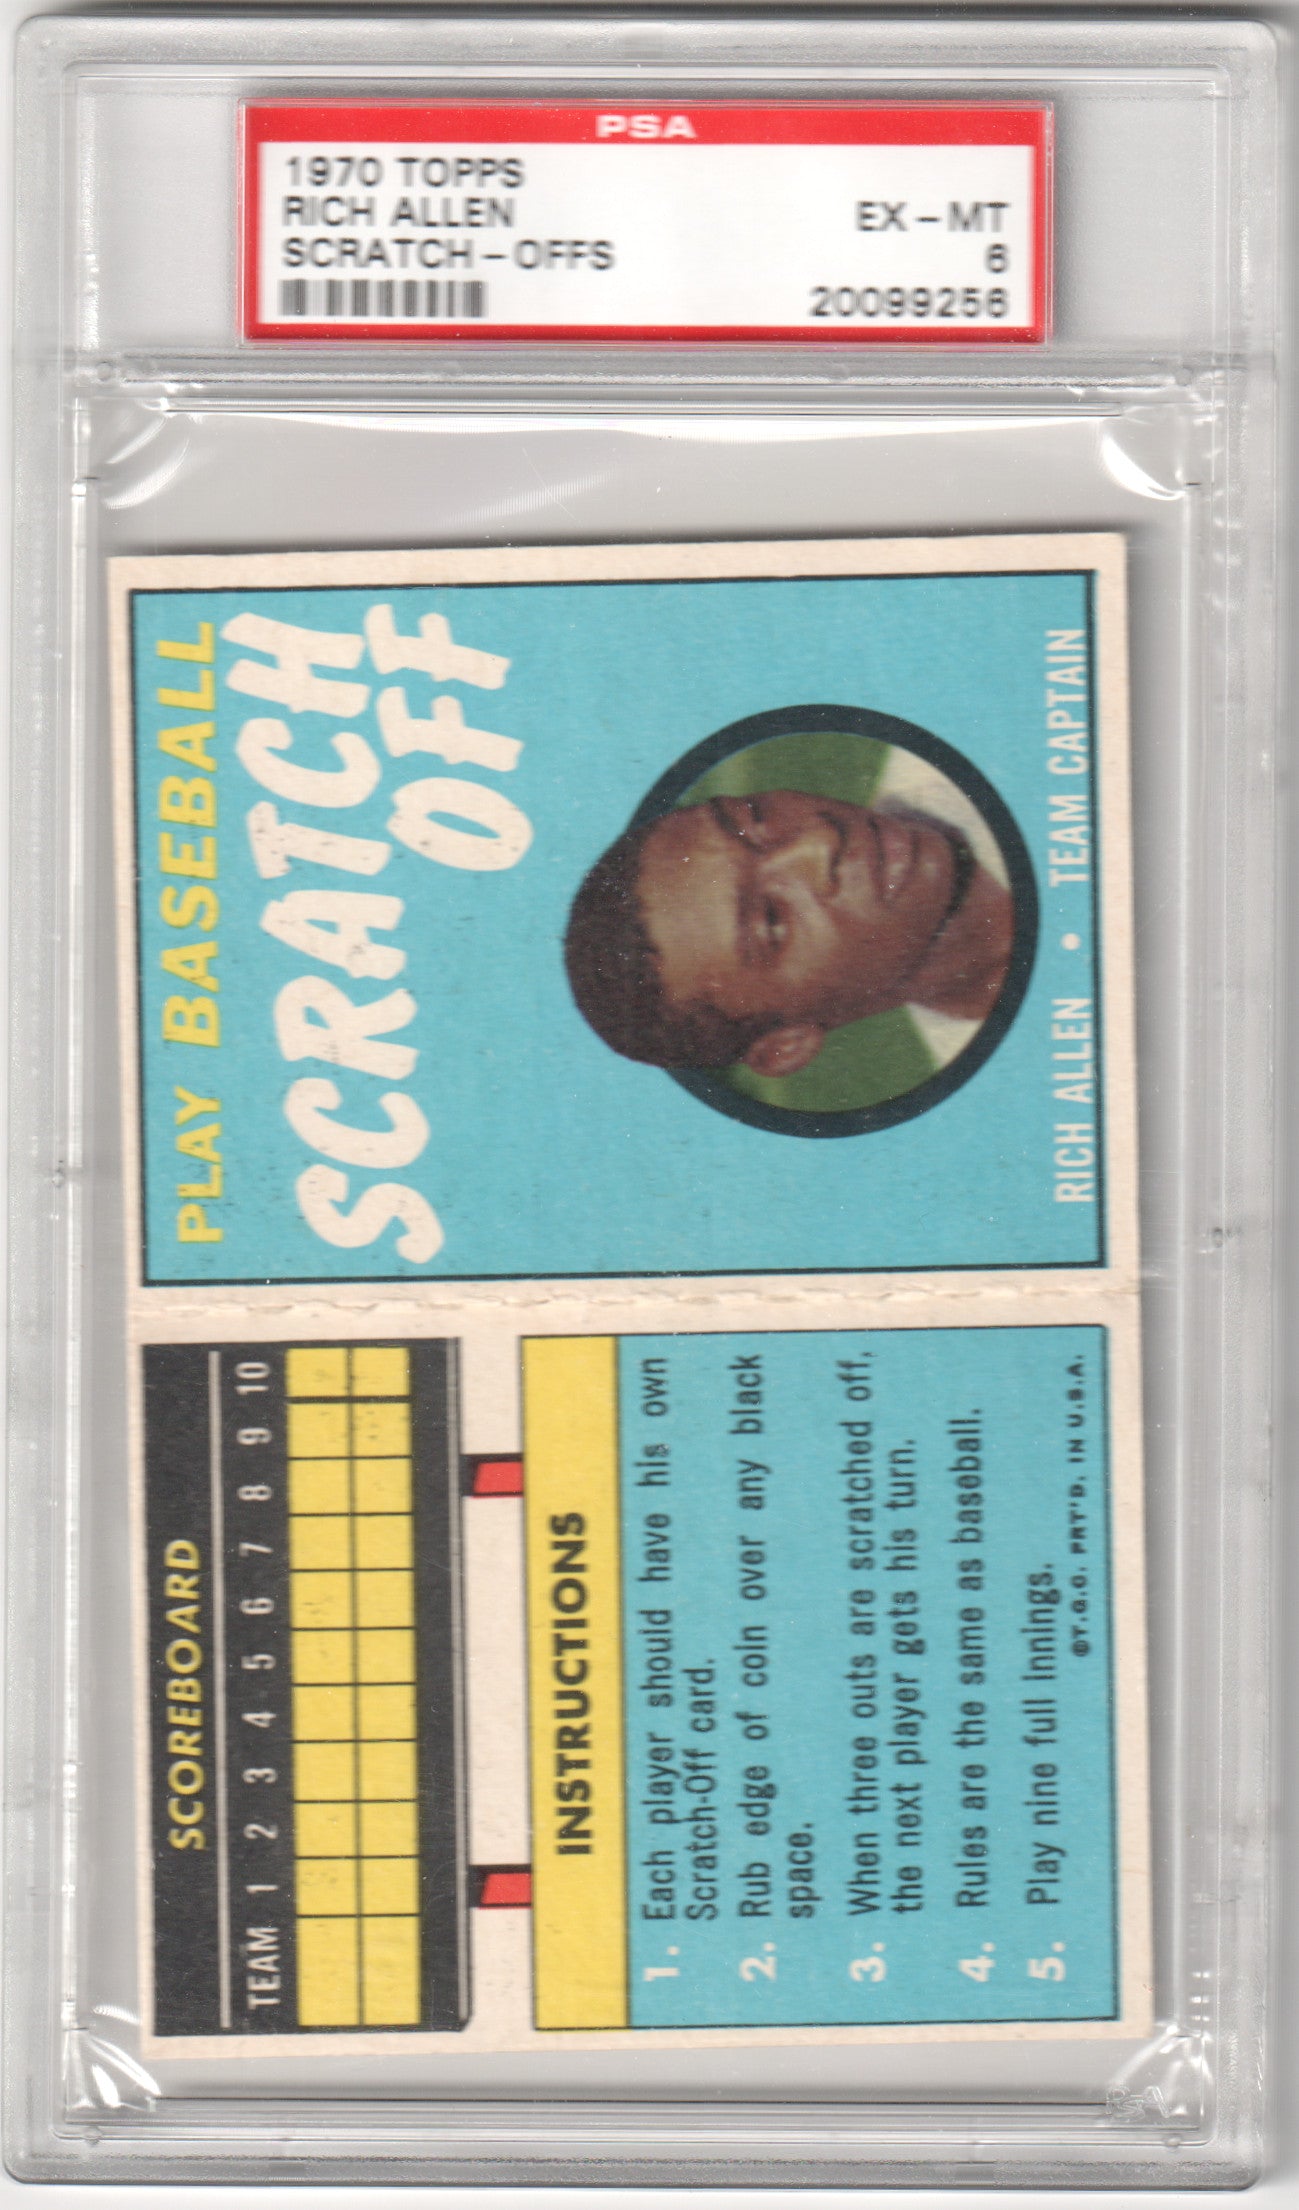 PSA
1970 TOPPS
RICH ALLEN
SCRATCH-OFFS
EX-MT
6
20099256
PLAY BASEBALL
SCRATCH
OFF
RICH ALLEN • TEAM CAPTAIN
SCOREBOARD
TEAM 1 2 3 4 5 6 7 8 9 10
INSTRUCTIONS
1. Each player should have his own
Scratch-Off card.
2. Rub edge of coin over any black
space.
3. When three outs are scratched off,
the next player gets his turn.
4. Rules are the same as baseball.
5. Play nine full innings.
©T.C.G. PRT'D. IN U.S.A.
PSA